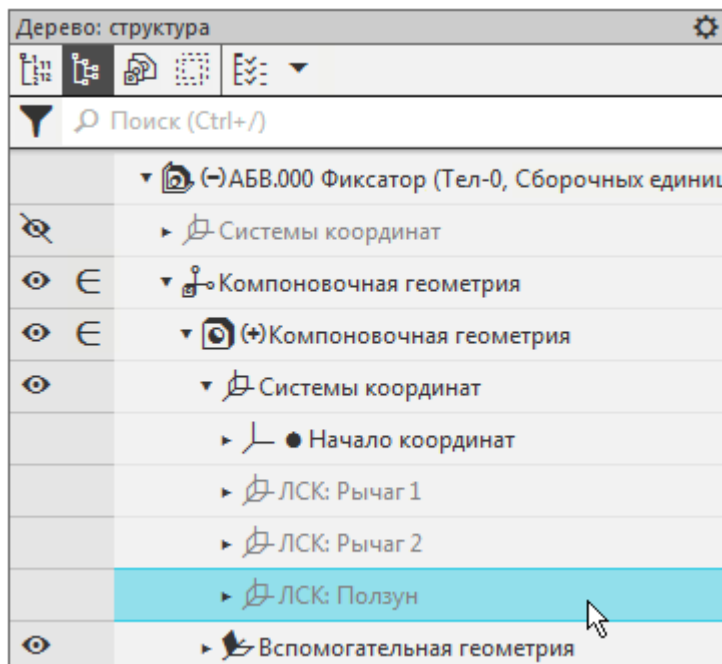 Дерево: структура
Поиск (Ctrl+/)
(-)АБВ.000 Фиксатор (Тел-0, Сборочных
Системы координат
Компоновочная геометрия
(+)Компоновочная геометрия
Системы координат
Начало координат
ЛСК: Рычаг 1
ЛСК: Рычаг 2
ЛСК: Ползун
Вспомогательная геометрия